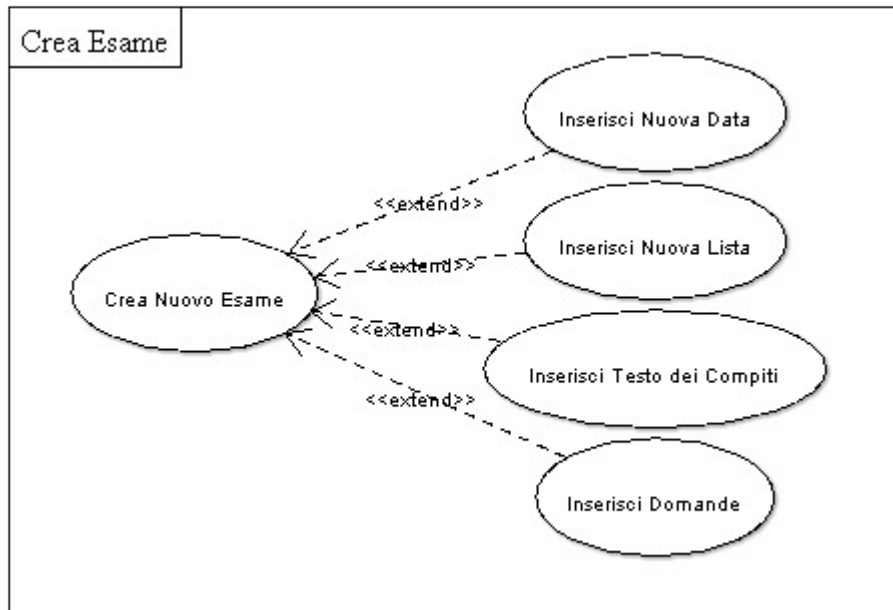 Crea Esame
Inserisci Nuova Data
<<extend>>
Inserisci Nuova Lista
<<extend>>
Crea Nuovo Esame
<<extend>>
Inserisci Testo dei Compiti
<<extend>>
Inserisci Domande